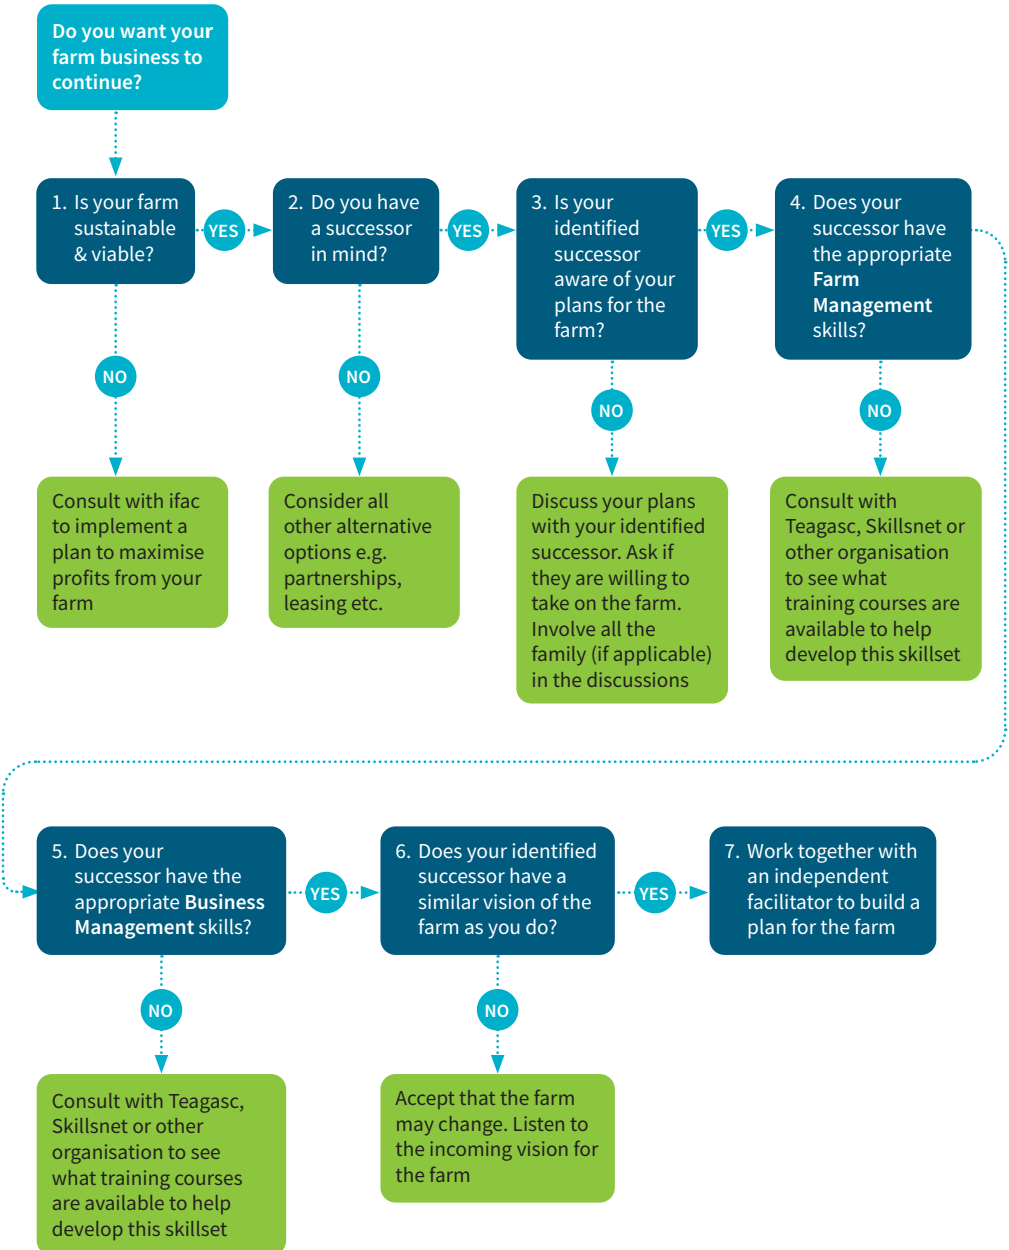 Do you want your
farm business to
continue?
1. Is your farm
sustainable
& viable?
YES
2. Do you have
a successor
in mind?
YES
3. Is your
identified
successor
aware of your
plans for the
farm?
YES
4. Does your
successor have
the appropriate
Farm
Management
skills?
NO
NO
NO
NO
Consult with ifac
to implement a
plan to maximise
profits from your
farm
Consider all
other alternative
options e.g.
partnerships,
leasing etc.
Discuss your plans
with your identified
successor. Ask if
they are willing to
take on the farm.
Involve all the
family (if applicable)
in the discussions
Consult with
Teagasc, Skillsnet or
other organisation
to see what
training courses are
available to help
develop this skillset
5. Does your
successor have the
appropriate Business
Management skills?
YES
6. Does your identified
successor have a
similar vision of the
farm as you do?
YES
7. Work together with
an independent
facilitator to build a
plan for the farm
NO
NO
Consult with Teagasc,
Skillsnet or other
organisation to see
what training courses
are available to help
develop this skillset
Accept that the farm
may change. Listen to
the incoming vision for
the farm